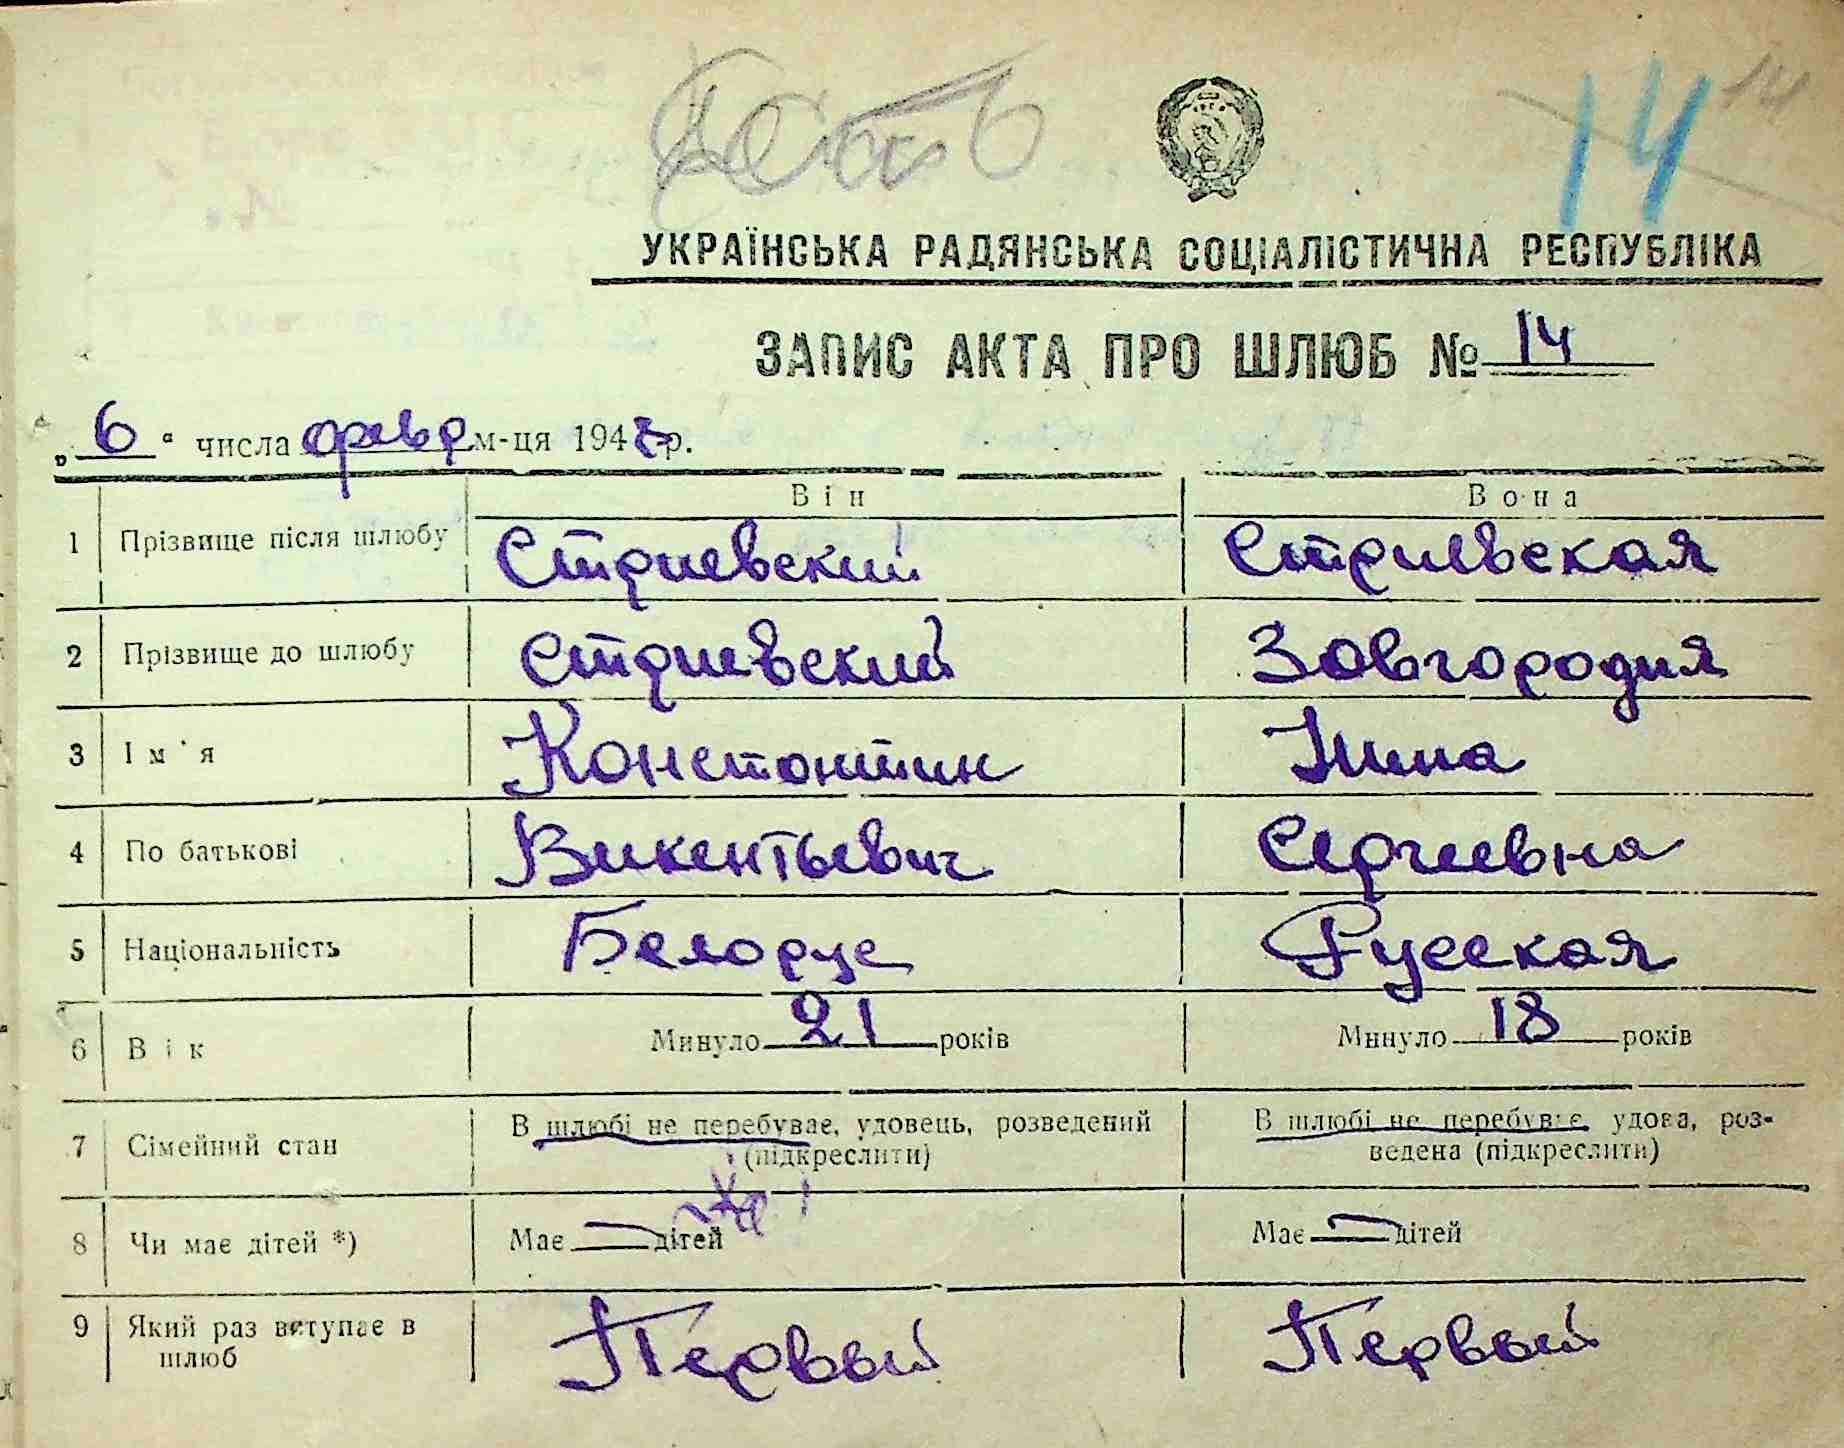 14
14
УКРАЇНСЬКА РАДЯНСЬКА СОЦІАЛІСТИЧНА РЕСПУБЛІКА
ЗАПИС АКТА ПРО ШЛЮБ № 14
„6“ числа февр м-ця 194 р.
Він Вона
1 Прізвище після шлюбу Стриевский Стриевская
2 Прізвище до шлюбу Стриевский Зовгородня
3 Ім'я Константин Нина
4 По батькові Викентьевич Сергеевна
5 Національність Белорус Русская
6 Вік Минуло 21 років Минуло 18 років
7 Сімейний стан В шлюбі не перебуває, удовець, розведений В шлюбі не перебуває, удова, роз-
(підкреслити) ведена (підкреслити)
8 Чи має дітей *) Має — дітей Має — дітей
9 Який раз вступає в Первый Первый
шлюб